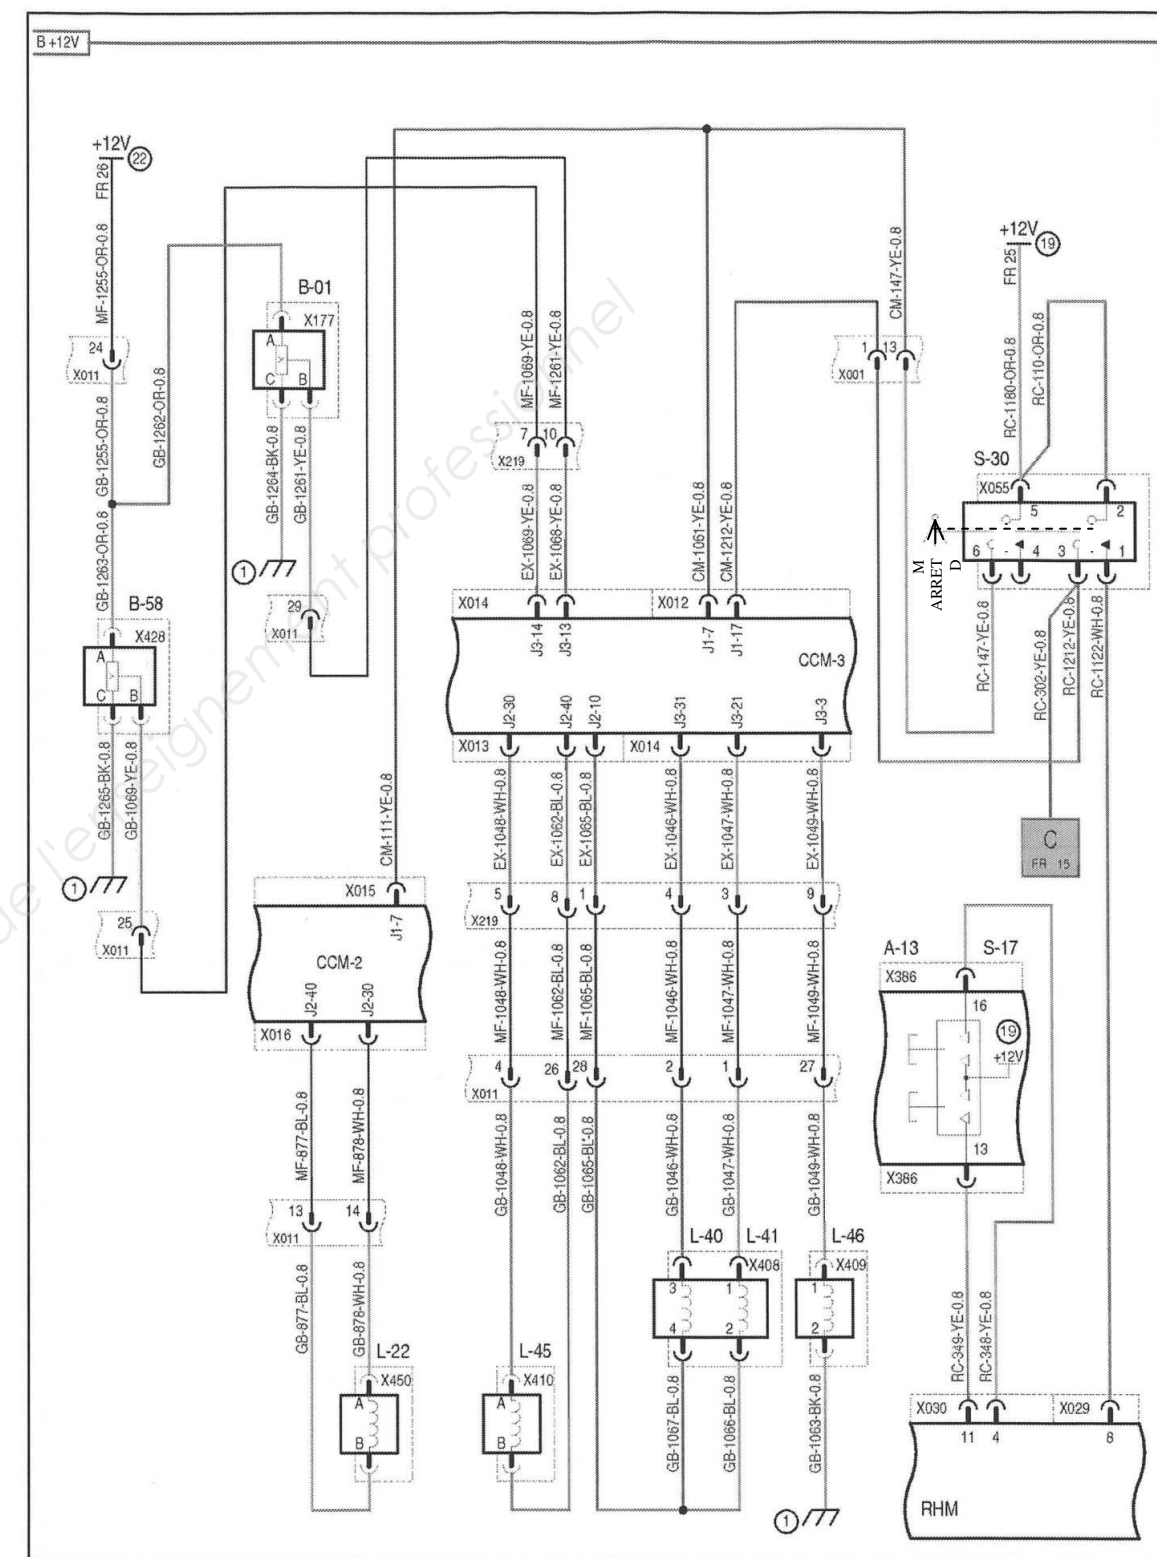 B +12V
+12V
22
FR 26
MF-1255-OR-0.8
24
X011
GB-1255-OR-0.8
GB-1262-OR-0.8
GB-1263-OR-0.8
B-01
X177
A
C
B
GB-1264-BK-0.8
GB-1261-YE-0.8
1
29
X011
B-58
X428
A
C
B
GB-1265-BK-0.8
GB-1069-YE-0.8
1
25
X011
MF-1069-YE-0.8
MF-1261-YE-0.8
7
10
X219
EX-1069-YE-0.8
EX-1068-YE-0.8
CM-1061-YE-0.8
CM-1212-YE-0.8
CM-147-YE-0.8
1
13
X001
+12V
19
FR 25
RC-1180-OR-0.8
RC-110-OR-0.8
S-30
X055
5
2
6
4
3
1
M
ARRET
D
RC-147-YE-0.8
RC-302-YE-0.8
RC-1212-YE-0.8
RC-1122-WH-0.8
C
FR 15
X014
X012
J3-14
J3-13
J1-7
J1-17
CCM-3
J2-30
J2-40
J2-10
J3-31
J3-21
J3-3
X013
X014
EX-1048-WH-0.8
EX-1062-BL-0.8
EX-1065-BL-0.8
EX-1046-WH-0.8
EX-1047-WH-0.8
EX-1049-WH-0.8
5
8
1
4
3
9
X219
MF-1048-WH-0.8
MF-1062-BL-0.8
MF-1065-BL-0.8
MF-1046-WH-0.8
MF-1047-WH-0.8
MF-1049-WH-0.8
4
26
28
2
1
27
X011
GB-1048-WH-0.8
GB-1062-BL-0.8
GB-1065-BL-0.8
GB-1046-WH-0.8
GB-1047-WH-0.8
GB-1049-WH-0.8
CM-111-YE-0.8
X015
J1-7
CCM-2
J2-40
J2-30
X016
MF-877-BL-0.8
MF-878-WH-0.8
13
14
X011
GB-877-BL-0.8
GB-878-WH-0.8
L-22
X450
A
B
L-45
X410
A
B
L-40
L-41
X408
3
1
4
2
GB-1067-BL-0.8
GB-1066-BL-0.8
L-46
X409
1
2
GB-1063-BK-0.8
1
A-13
S-17
X386
16
19
+12V
13
X386
RC-349-YE-0.8
RC-348-YE-0.8
X030
X029
11
4
8
RHM
de l'enseignement professionnel